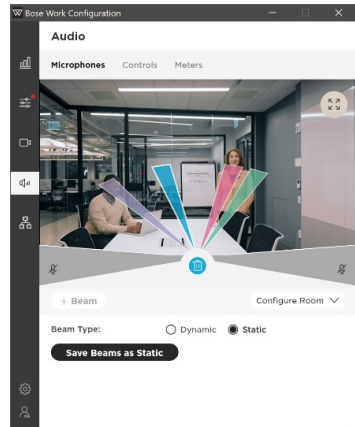 Bose Work Configuration
Audio
Microphones Controls Meters
+ Beam
Configure Room
Beam Type: Dynamic Static
Save Beams as Static